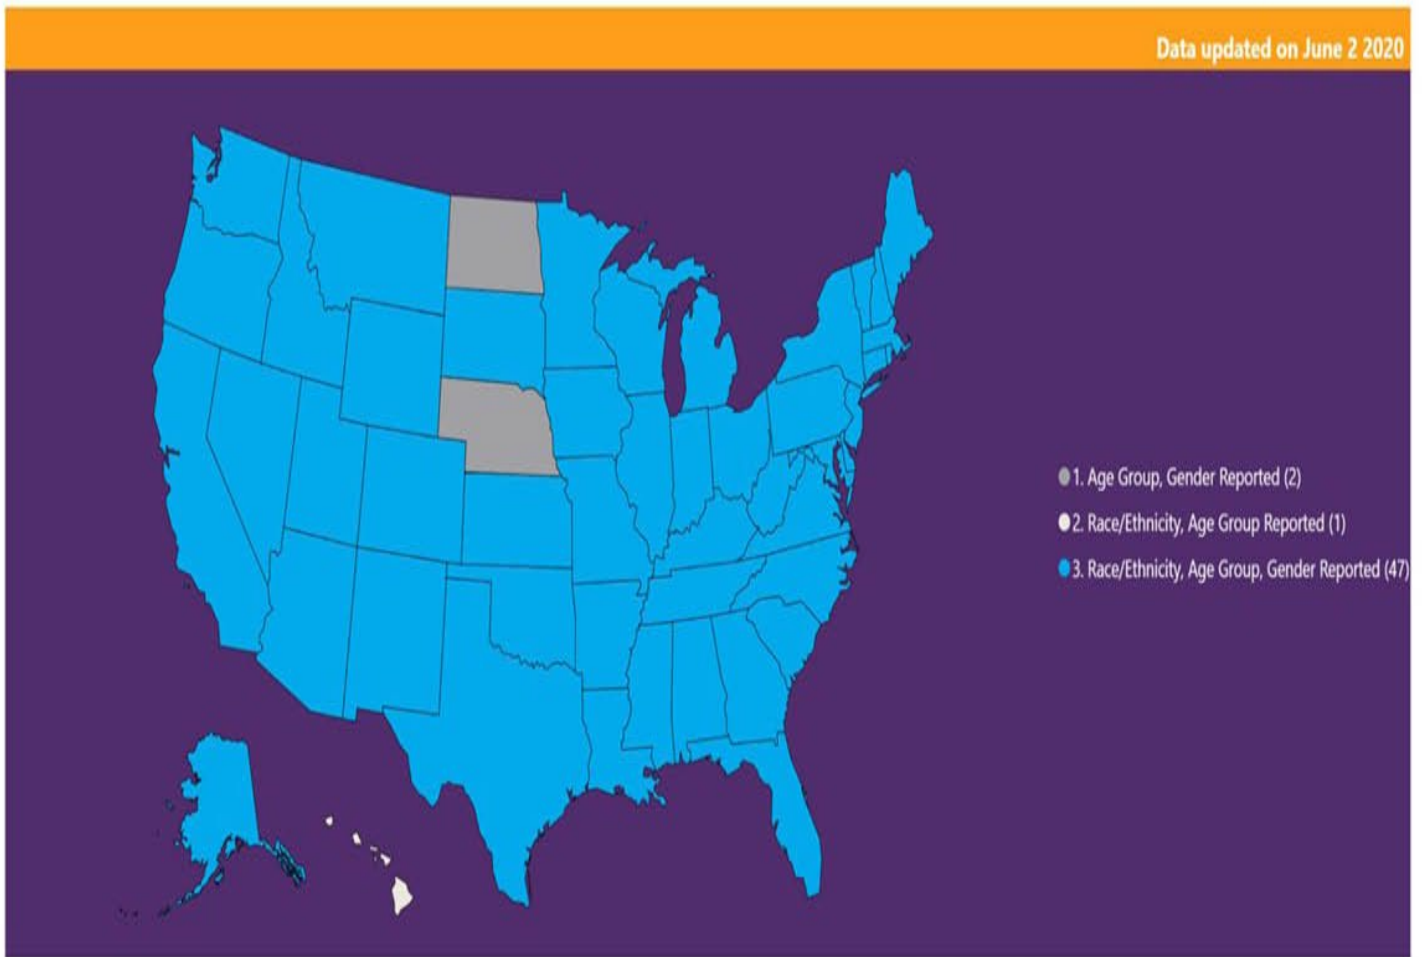 Data updated on June 2 2020
1. Age Group, Gender Reported (2)
2. Race/Ethnicity, Age Group Reported (1)
3. Race/Ethnicity, Age Group, Gender Reported (47)